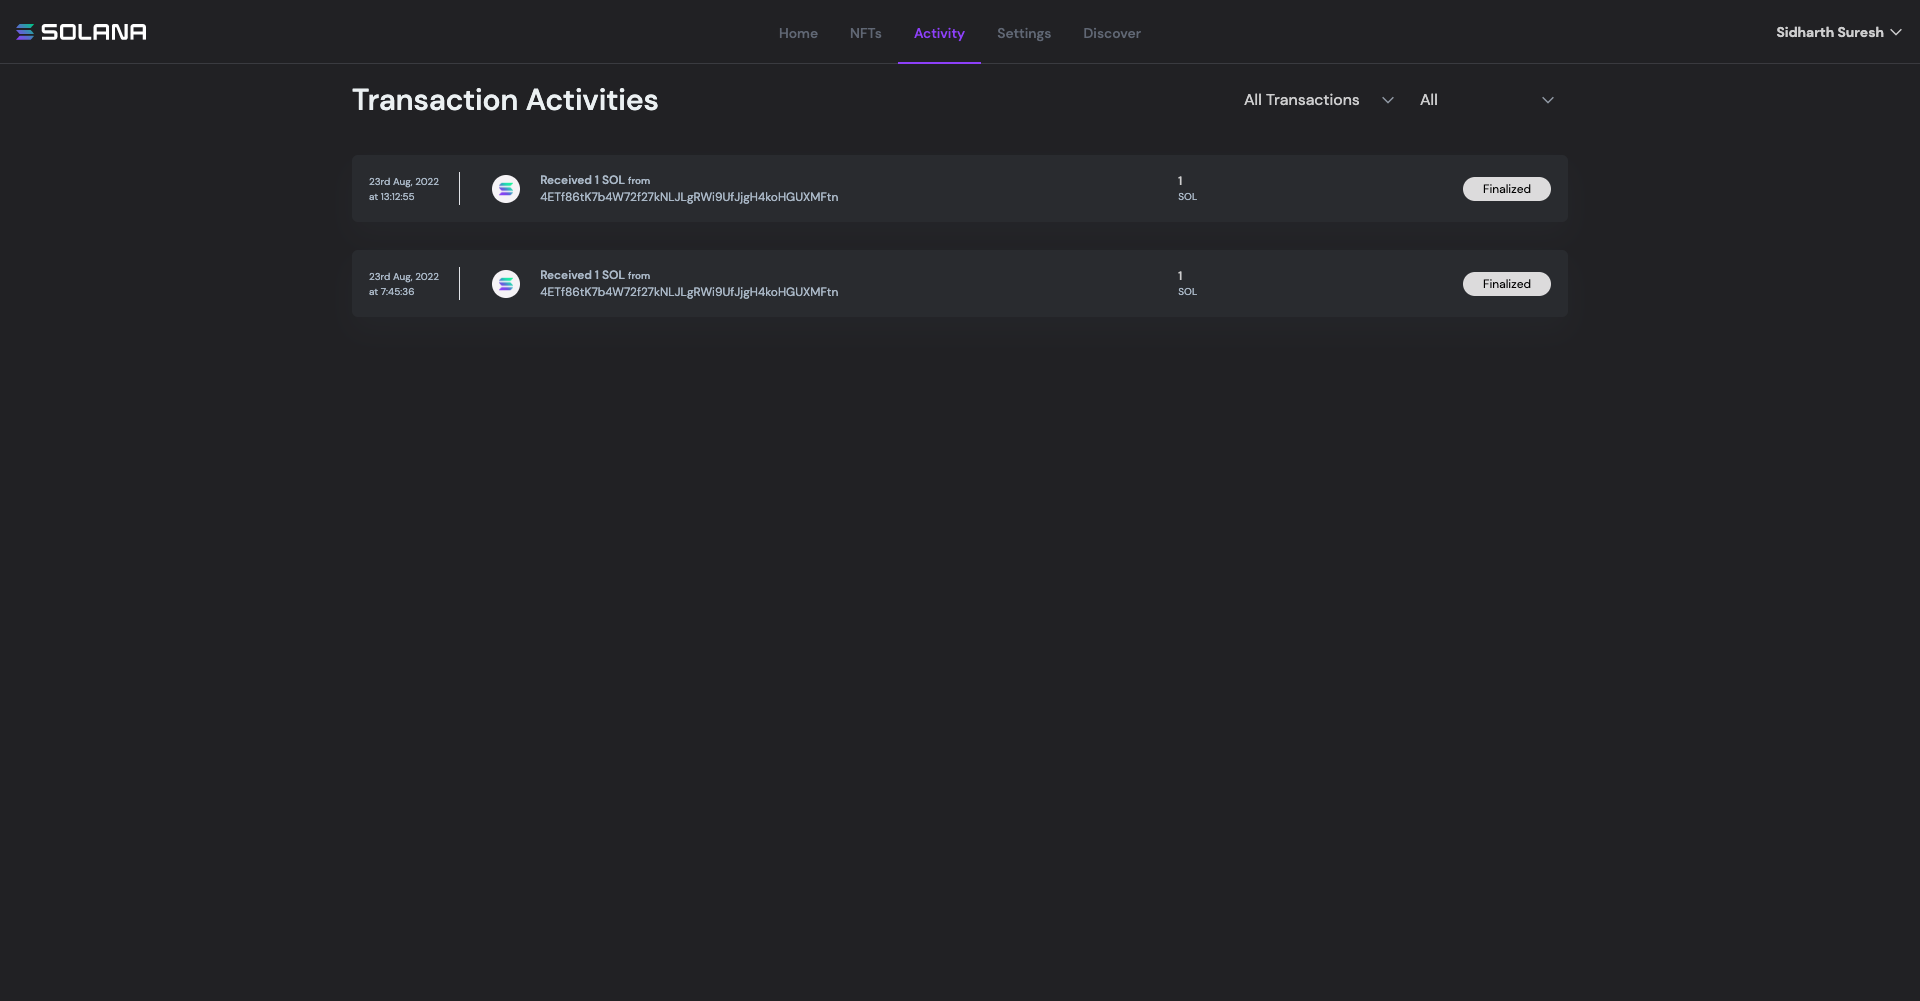 SOLANA
Home NFTs Activity Settings Discover
Sidharth Suresh
Transaction Activities
All Transactions All
23rd Aug, 2022
at 13:12:55
Received 1 SOL from
4ETf86tK7b4W72f27kNLJLgRWi9UfJjgH4koHGUXMFtn
1
SOL
Finalized
23rd Aug, 2022
at 7:45:36
Received 1 SOL from
4ETf86tK7b4W72f27kNLJLgRWi9UfJjgH4koHGUXMFtn
1
SOL
Finalized